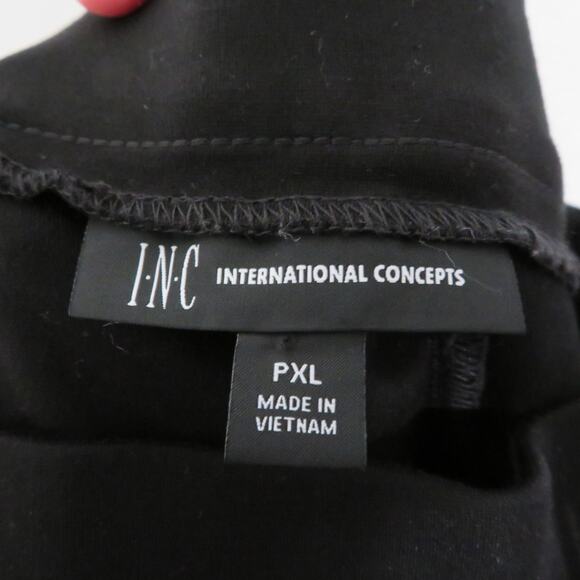 I·N·C INTERNATIONAL CONCEPTS
PXL
MADE IN
VIETNAM